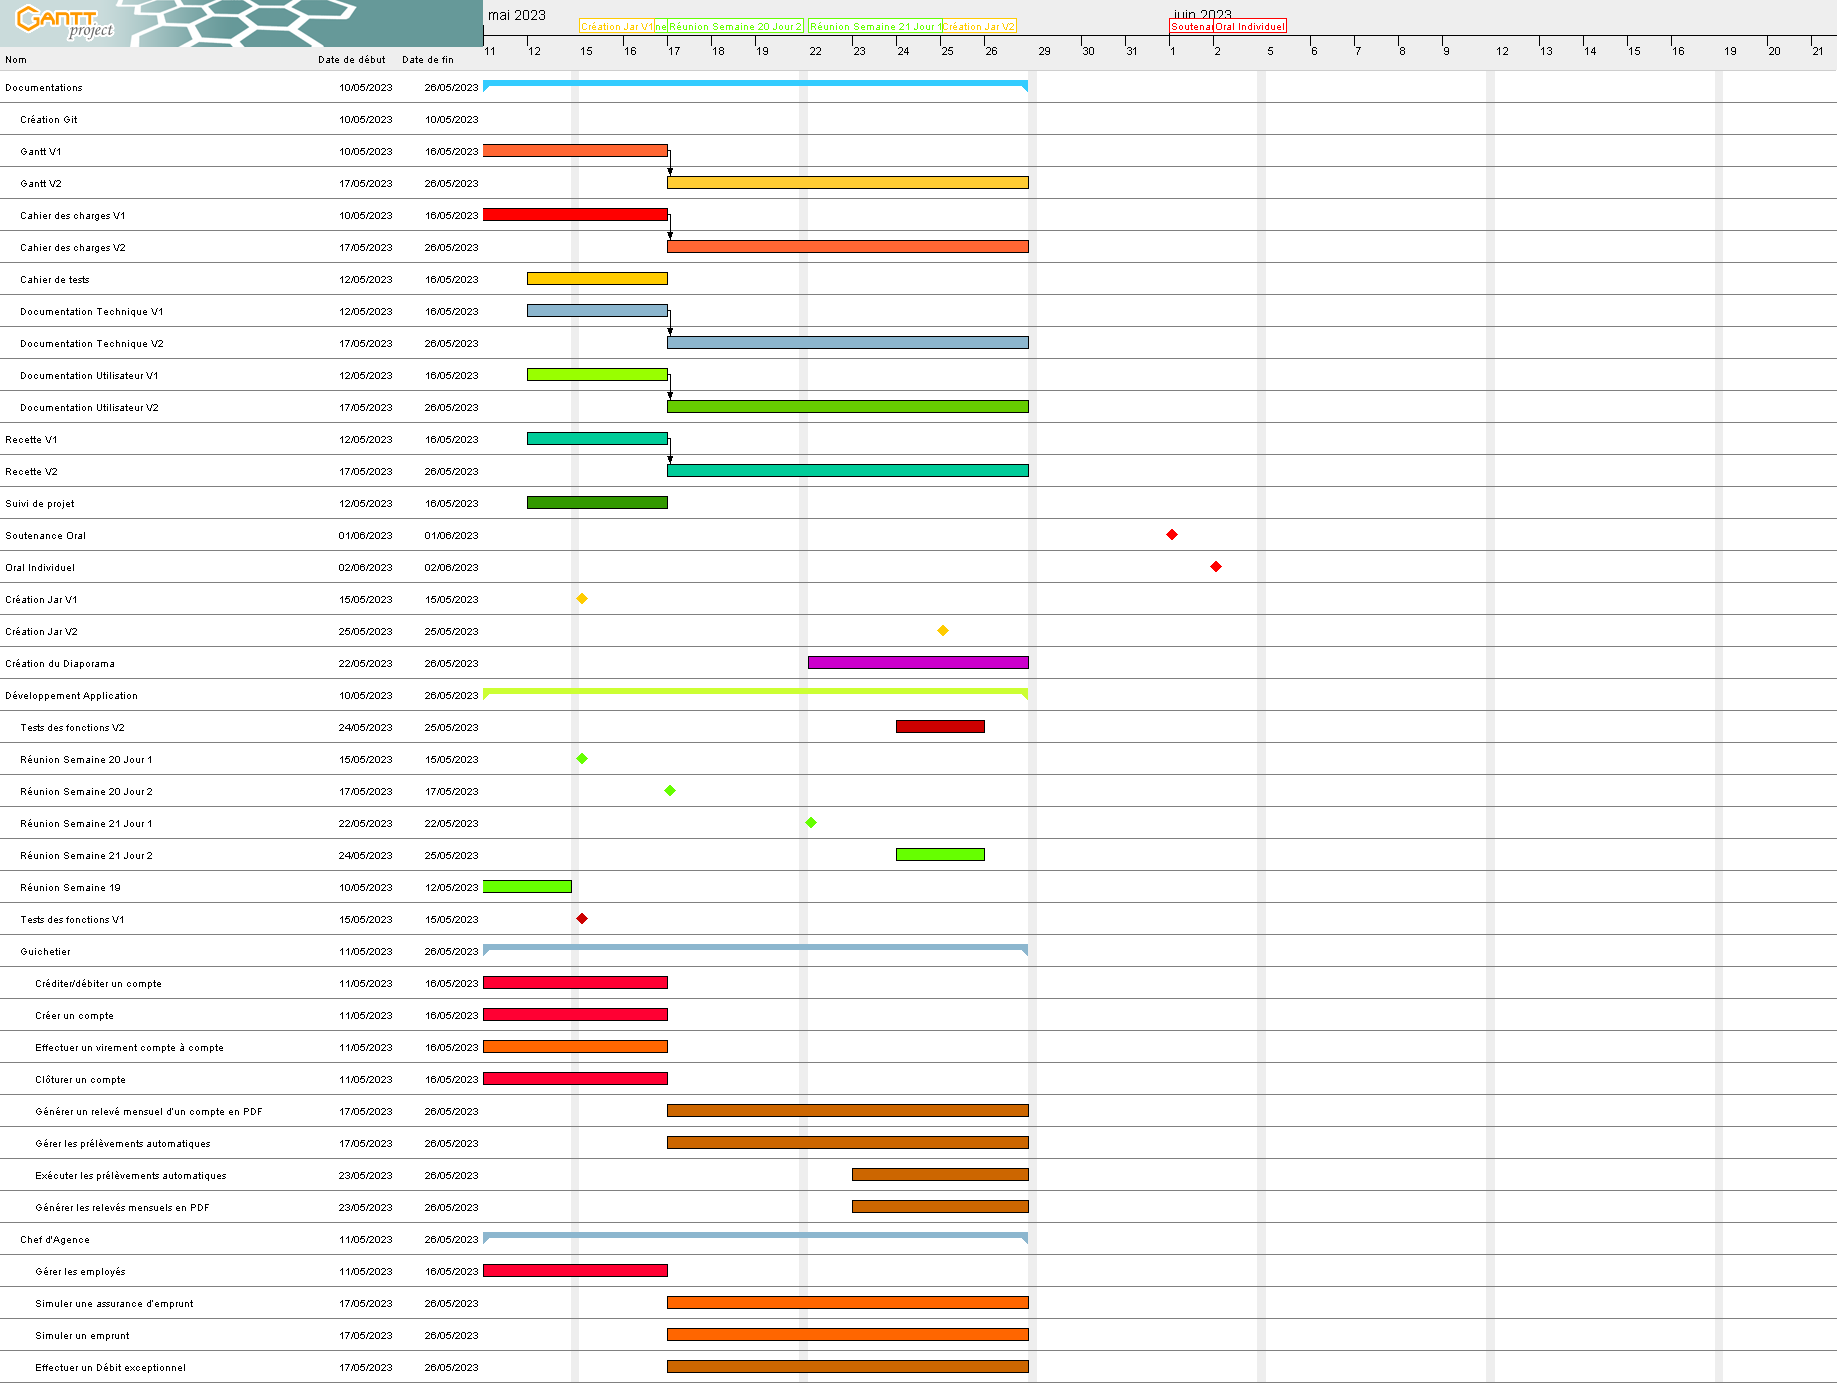 GANTT project
mai 2023 juin 2023
Création Jar V1 ne Réunion Semaine 20 Jour 2 Réunion Semaine 21 Jour 1 Création Jar V2 Soutenan Oral Individuel
11 12 15 16 17 18 19 22 23 24 25 26 29 30 31 1 2 5 6 7 8 9 12 13 14 15 16 19 20 21
Nom Date de début Date de fin
Documentations 10/05/2023 26/05/2023
Création Git 10/05/2023 10/05/2023
Gantt V1 10/05/2023 16/05/2023
Gantt V2 17/05/2023 26/05/2023
Cahier des charges V1 10/05/2023 16/05/2023
Cahier des charges V2 17/05/2023 26/05/2023
Cahier de tests 12/05/2023 16/05/2023
Documentation Technique V1 12/05/2023 16/05/2023
Documentation Technique V2 17/05/2023 26/05/2023
Documentation Utilisateur V1 12/05/2023 16/05/2023
Documentation Utilisateur V2 17/05/2023 26/05/2023
Recette V1 12/05/2023 16/05/2023
Recette V2 17/05/2023 26/05/2023
Suivi de projet 12/05/2023 16/05/2023
Soutenance Oral 01/06/2023 01/06/2023
Oral Individuel 02/06/2023 02/06/2023
Création Jar V1 15/05/2023 15/05/2023
Création Jar V2 25/05/2023 25/05/2023
Création du Diaporama 22/05/2023 26/05/2023
Développement Application 10/05/2023 26/05/2023
Tests des fonctions V2 24/05/2023 25/05/2023
Réunion Semaine 20 Jour 1 15/05/2023 15/05/2023
Réunion Semaine 20 Jour 2 17/05/2023 17/05/2023
Réunion Semaine 21 Jour 1 22/05/2023 22/05/2023
Réunion Semaine 21 Jour 2 24/05/2023 25/05/2023
Réunion Semaine 19 10/05/2023 12/05/2023
Tests des fonctions V1 15/05/2023 15/05/2023
Guichetier 11/05/2023 26/05/2023
Créditer/débiter un compte 11/05/2023 16/05/2023
Créer un compte 11/05/2023 16/05/2023
Effectuer un virement compte à compte 11/05/2023 16/05/2023
Clôturer un compte 11/05/2023 16/05/2023
Générer un relevé mensuel d'un compte en PDF 17/05/2023 26/05/2023
Gérer les prélèvements automatiques 17/05/2023 26/05/2023
Exécuter les prélèvements automatiques 23/05/2023 26/05/2023
Générer les relevés mensuels en PDF 23/05/2023 26/05/2023
Chef d'Agence 11/05/2023 26/05/2023
Gérer les employés 11/05/2023 16/05/2023
Simuler une assurance d'emprunt 17/05/2023 26/05/2023
Simuler un emprunt 17/05/2023 26/05/2023
Effectuer un Débit exceptionnel 17/05/2023 26/05/2023